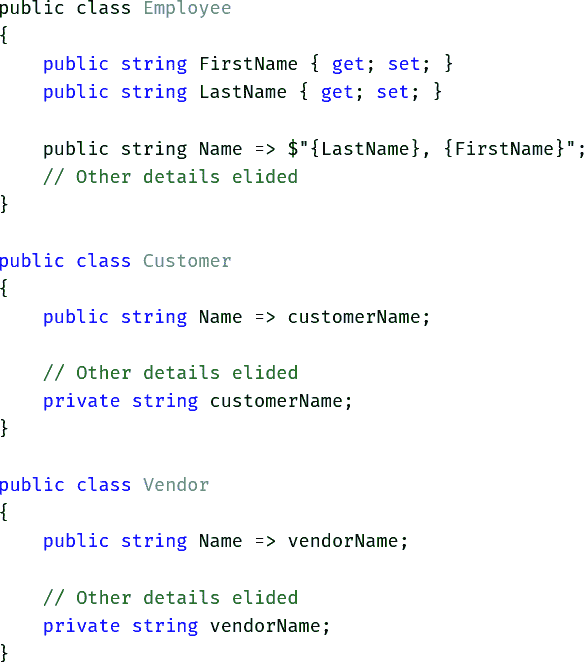 public class Employee
{
    public string FirstName { get; set; }
    public string LastName { get; set; }

    public string Name => $"{LastName}, {FirstName}";
    // Other details elided
}

public class Customer
{
    public string Name => customerName;

    // Other details elided
    private string customerName;
}

public class Vendor
{
    public string Name => vendorName;

    // Other details elided
    private string vendorName;
}